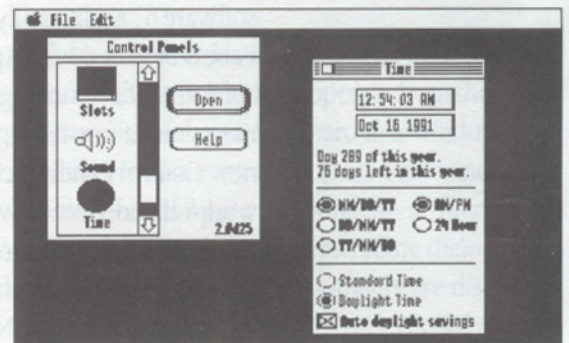 File Edit
Control Panels
Slots
Sound
Time
Open
Help
2.0d25
Time
12:54:03 AM
Oct 16 1991
Day 289 of this year.
76 days left in this year.
MM/DD/YY AM/PM
DD/MM/YY 24 Hour
YY/MM/DD
Standard Time
Daylight Time
Auto daylight savings